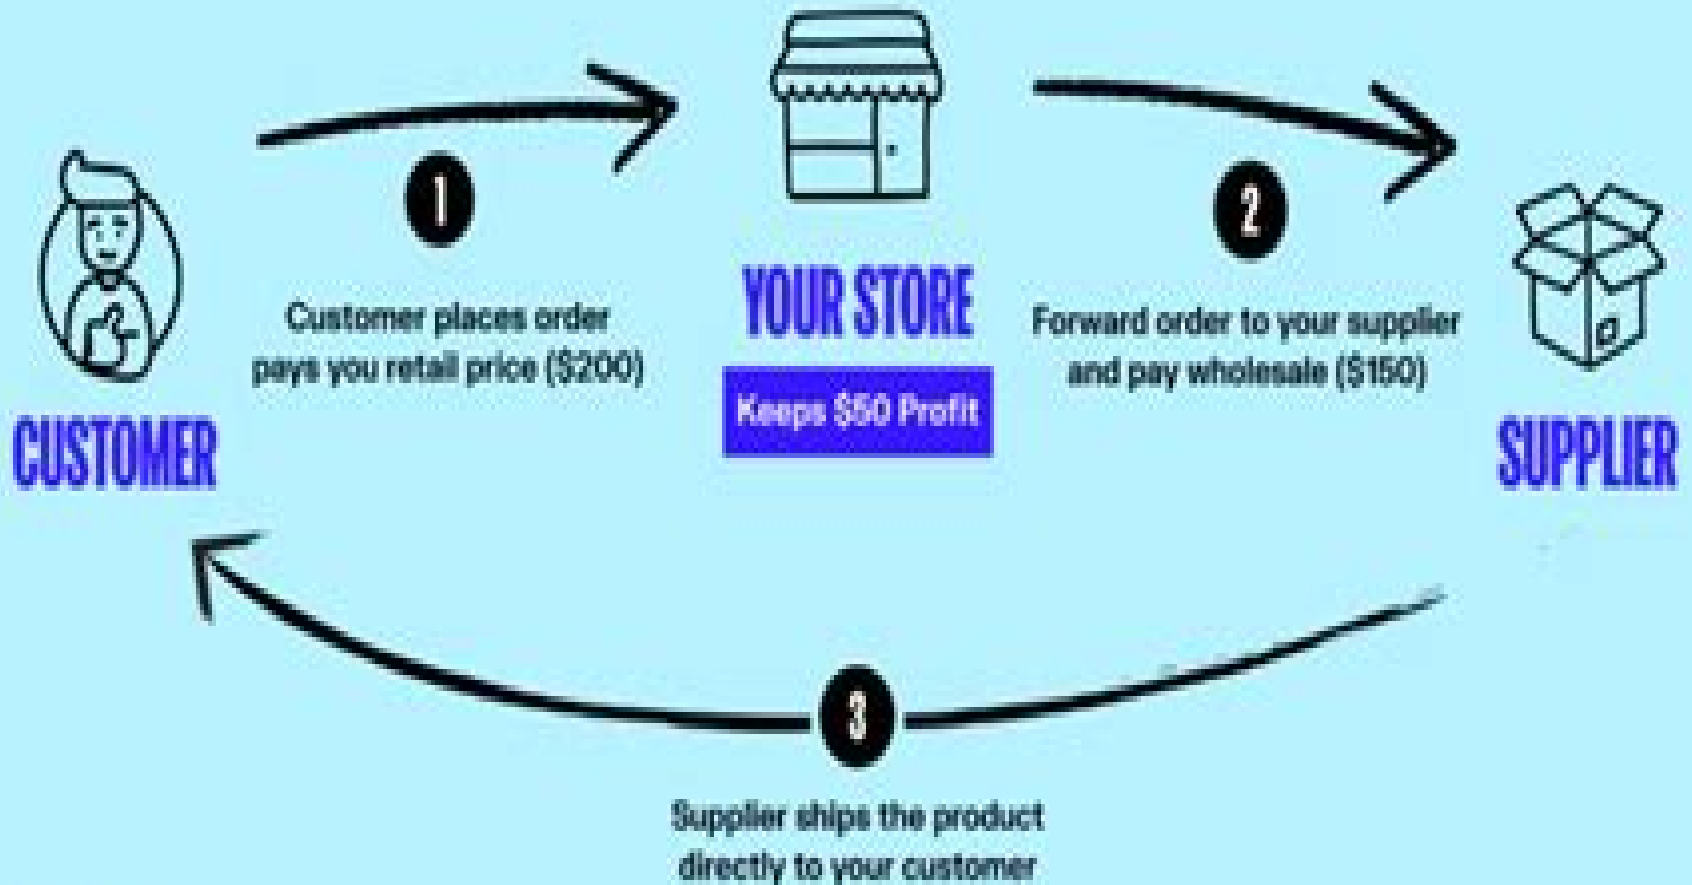 1
Customer places order
pays you retail price ($200)
CUSTOMER
YOUR STORE
Keeps $50 Profit
2
Forward order to your supplier
and pay wholesale ($150)
SUPPLIER
3
Supplier ships the product
directly to your customer